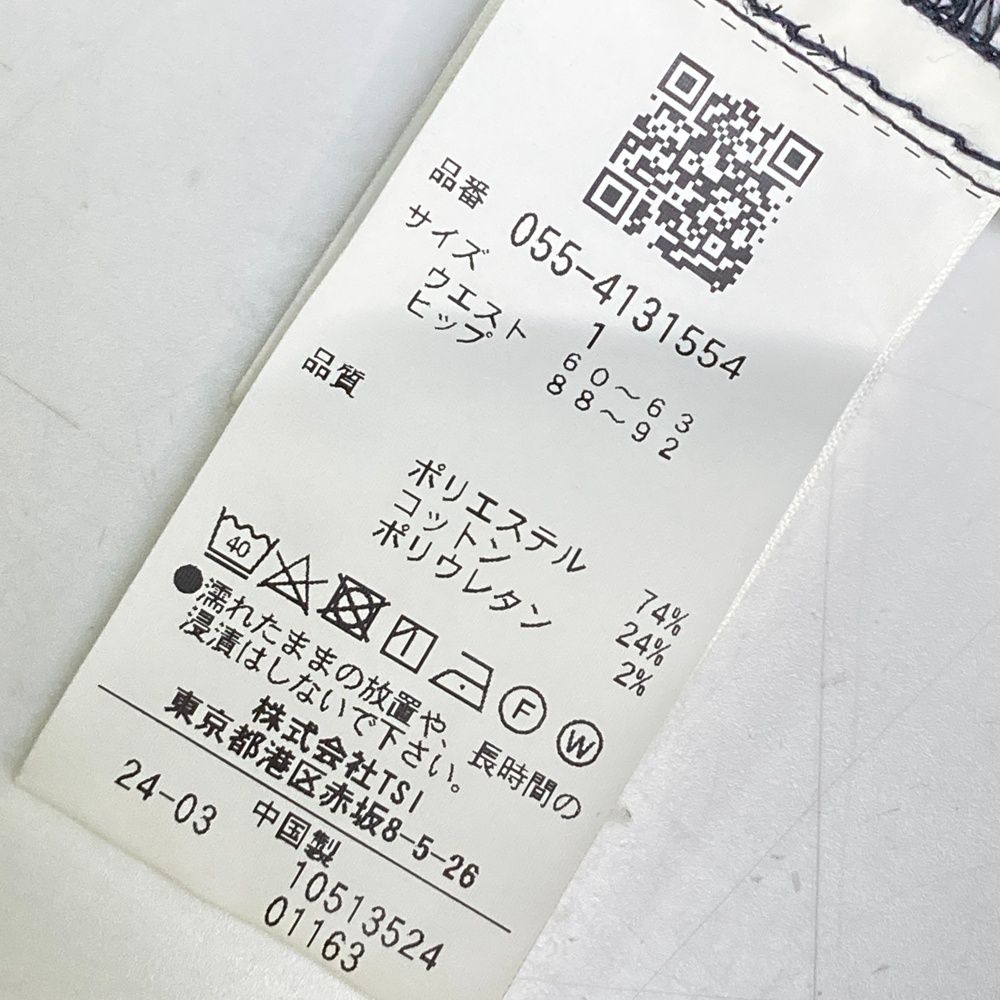 品番 055-4131554
サイズ 1
ウエスト 60～63
ヒップ 88～92
品質
ポリエステル 74%
コットン 24%
ポリウレタン 2%
40 F W
●濡れたままの放置や、長時間の
浸漬はしないで下さい。
株式会社TSI
東京都港区赤坂8-5-26
24-03 中国製
10513524
01163